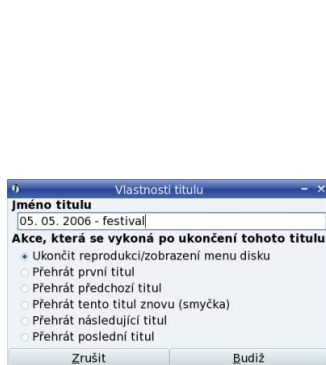 Vlastnosti titulu
Jméno titulu
05. 05. 2006 - festival
Akce, která se vykoná po ukončení tohoto titulu
Ukončit reprodukci/zobrazení menu disku
Přehrát první titul
Přehrát předchozí titul
Přehrát tento titul znovu (smyčka)
Přehrát následující titul
Přehrát poslední titul
Zrušit Budiž